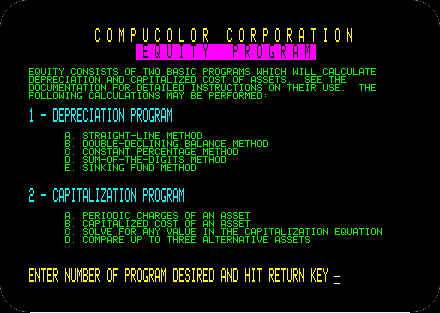 COMPUCOLOR CORPORATION
EQUITY PROGRAM
EQUITY CONSISTS OF TWO BASIC PROGRAMS WHICH WILL CALCULATE
DEPRECIATION AND CAPITALIZED COST OF ASSETS. SEE THE
DOCUMENTATION FOR DETAILED INSTRUCTIONS ON THEIR USE. THE
FOLLOWING CALCULATIONS MAY BE PERFORMED:
1 - DEPRECIATION PROGRAM
A. STRAIGHT-LINE METHOD
B. DOUBLE-DECLINING BALANCE METHOD
C. CONSTANT PERCENTAGE METHOD
D. SUM-OF-THE-DIGITS METHOD
E. SINKING FUND METHOD
2 - CAPITALIZATION PROGRAM
A. PERIODIC CHARGES OF AN ASSET
B. CAPITALIZED COST OF AN ASSET
C. SOLVE FOR ANY VALUE IN THE CAPITALIZATION EQUATION
D. COMPARE UP TO THREE ALTERNATIVE ASSETS
ENTER NUMBER OF PROGRAM DESIRED AND HIT RETURN KEY _